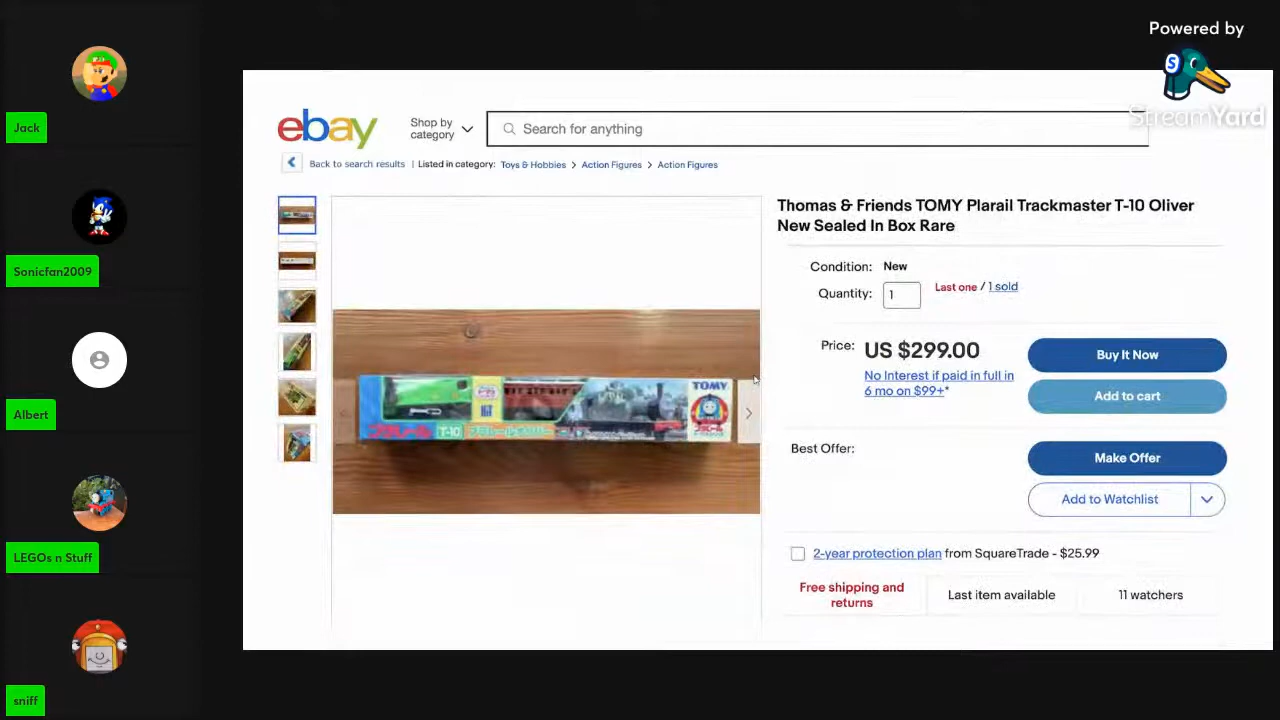 Powered by
StreamYard
Jack
Sonicfan2009
Albert
LEGOs n Stuff
sniff
ebay
Shop by
category
Search for anything
Back to search results | Listed in category: Toys & Hobbies > Action Figures > Action Figures
Thomas & Friends TOMY Plarail Trackmaster T-10 Oliver
New Sealed In Box Rare
Condition: New
Quantity: 1 Last one / 1 sold
Price: US $299.00
No Interest if paid in full in
6 mo on $99+*
Buy It Now
Add to cart
Best Offer:
Make Offer
Add to Watchlist
2-year protection plan from SquareTrade - $25.99
Free shipping and
returns
Last item available
11 watchers
TOMY
プラレール T-10